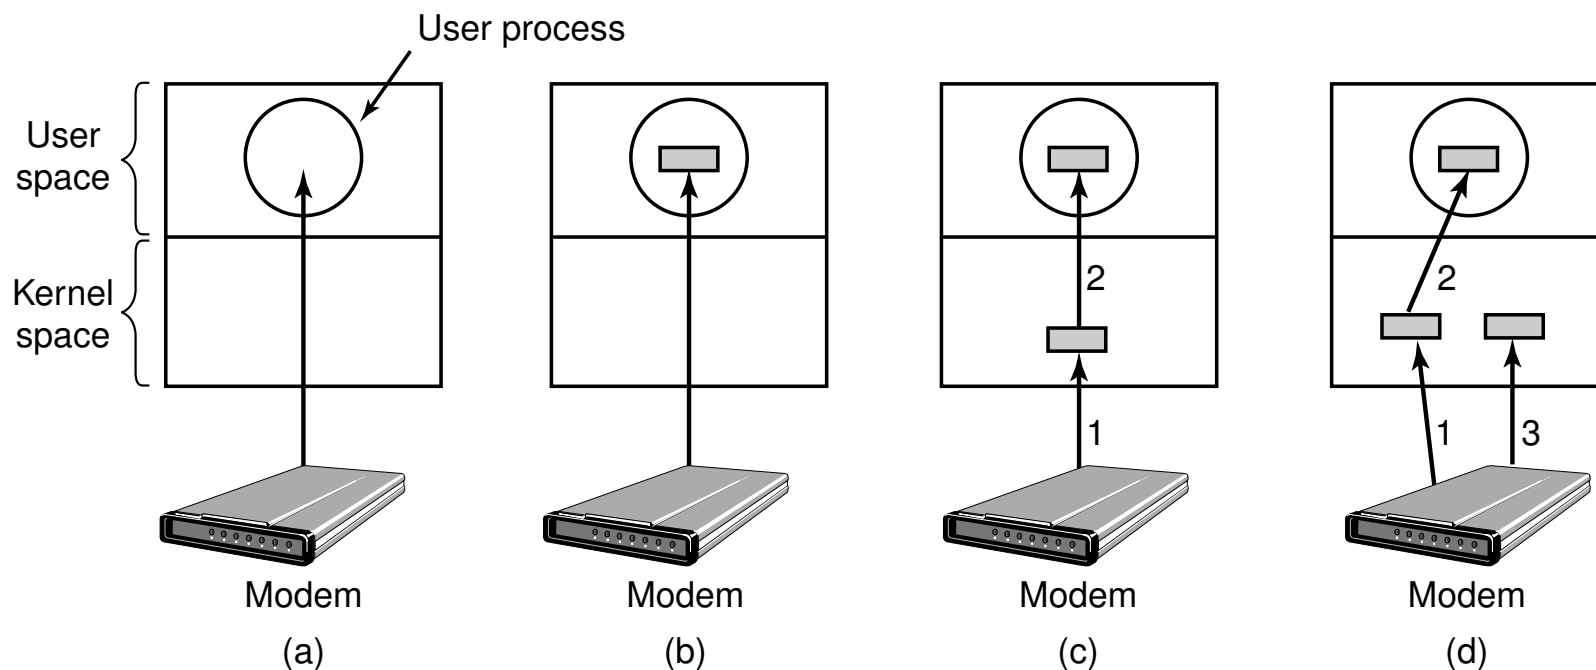 User process
User
space
Kernel
space
2
2
1
1
3
Modem
Modem
Modem
Modem
(a)
(b)
(c)
(d)